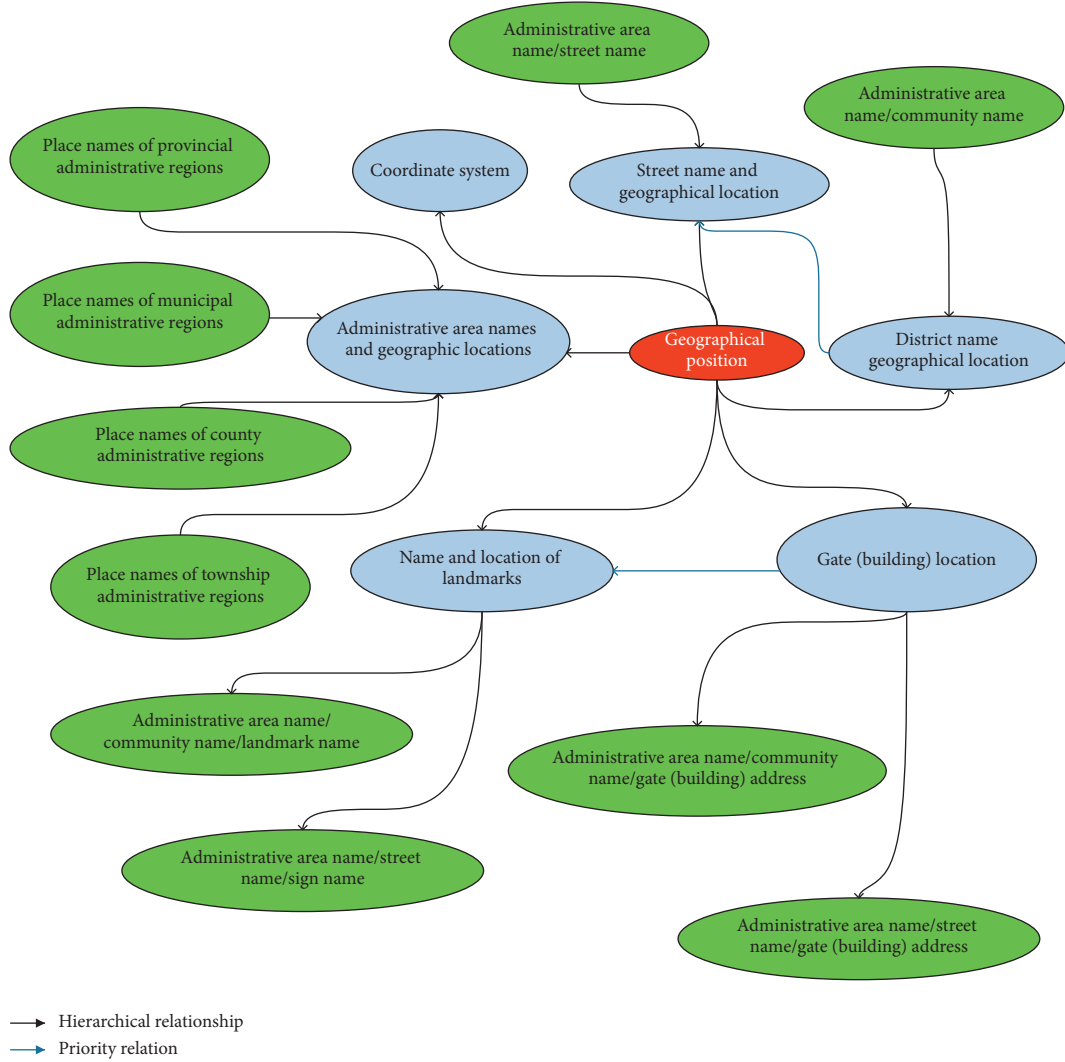 Administrative area
name/street name
Administrative area
name/community name
Place names of provincial
administrative regions
Coordinate system
Street name and
geographical location
Place names of municipal
administrative regions
Administrative area names
and geographic locations
Geographical
position
District name
geographical location
Place names of county
administrative regions
Place names of township
administrative regions
Name and location of
landmarks
Gate (building) location
Administrative area name/
community name/landmark name
Administrative area name/community
name/gate (building) address
Administrative area name/street
name/sign name
Administrative area name/street
name/gate (building) address
Hierarchical relationship
Priority relation